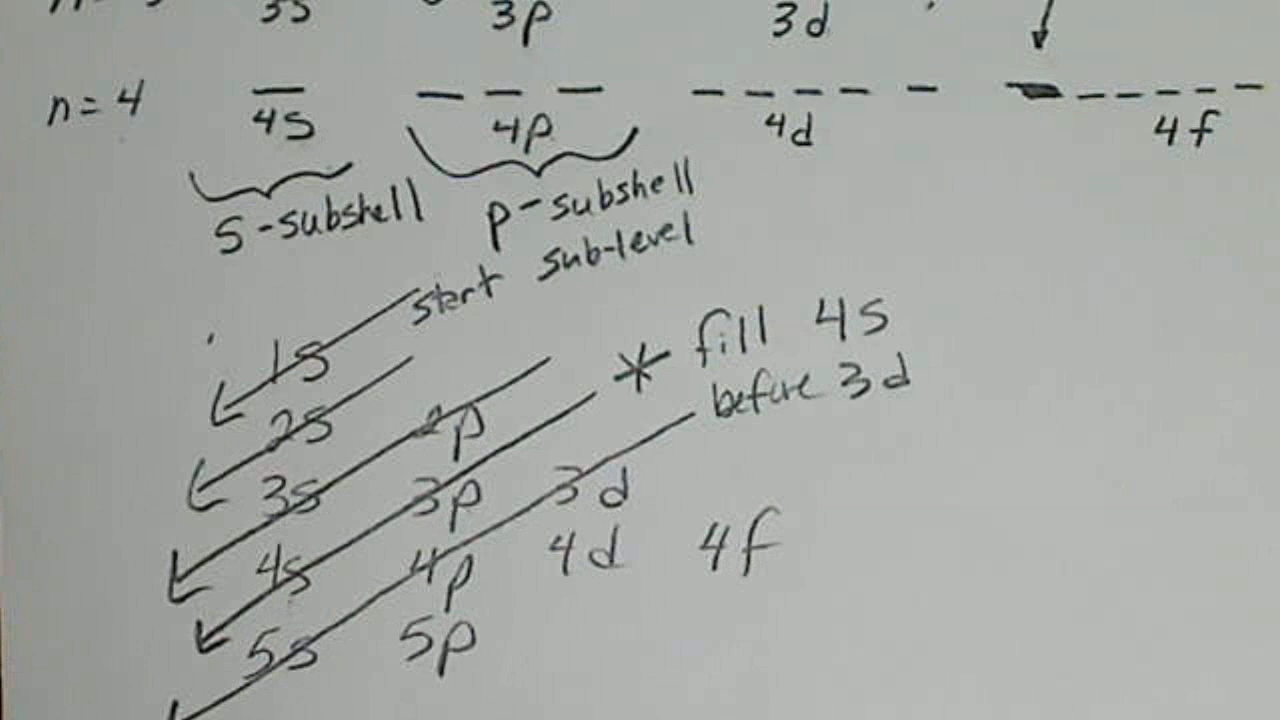 3s 3p 3d
n=4 4s 4p 4d 4f
s-subshell p-subshell
start sub-level
1s * fill 4s
2s 2p before 3d
3s 3p 3d
4s 4p 4d 4f
5s 5p